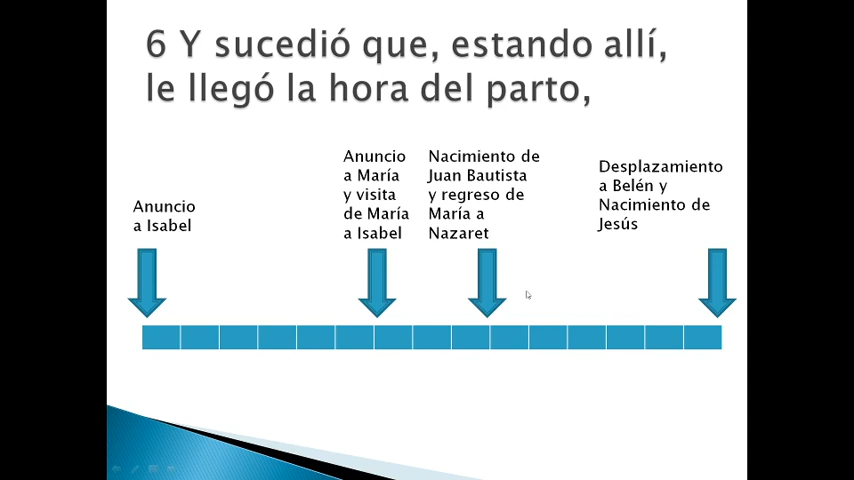 6 Y sucedió que, estando allí,
le llegó la hora del parto,
Anuncio
a Isabel
Anuncio
a María
y visita
de María
a Isabel
Nacimiento de
Juan Bautista
y regreso de
María a
Nazaret
Desplazamiento
a Belén y
Nacimiento de
Jesús